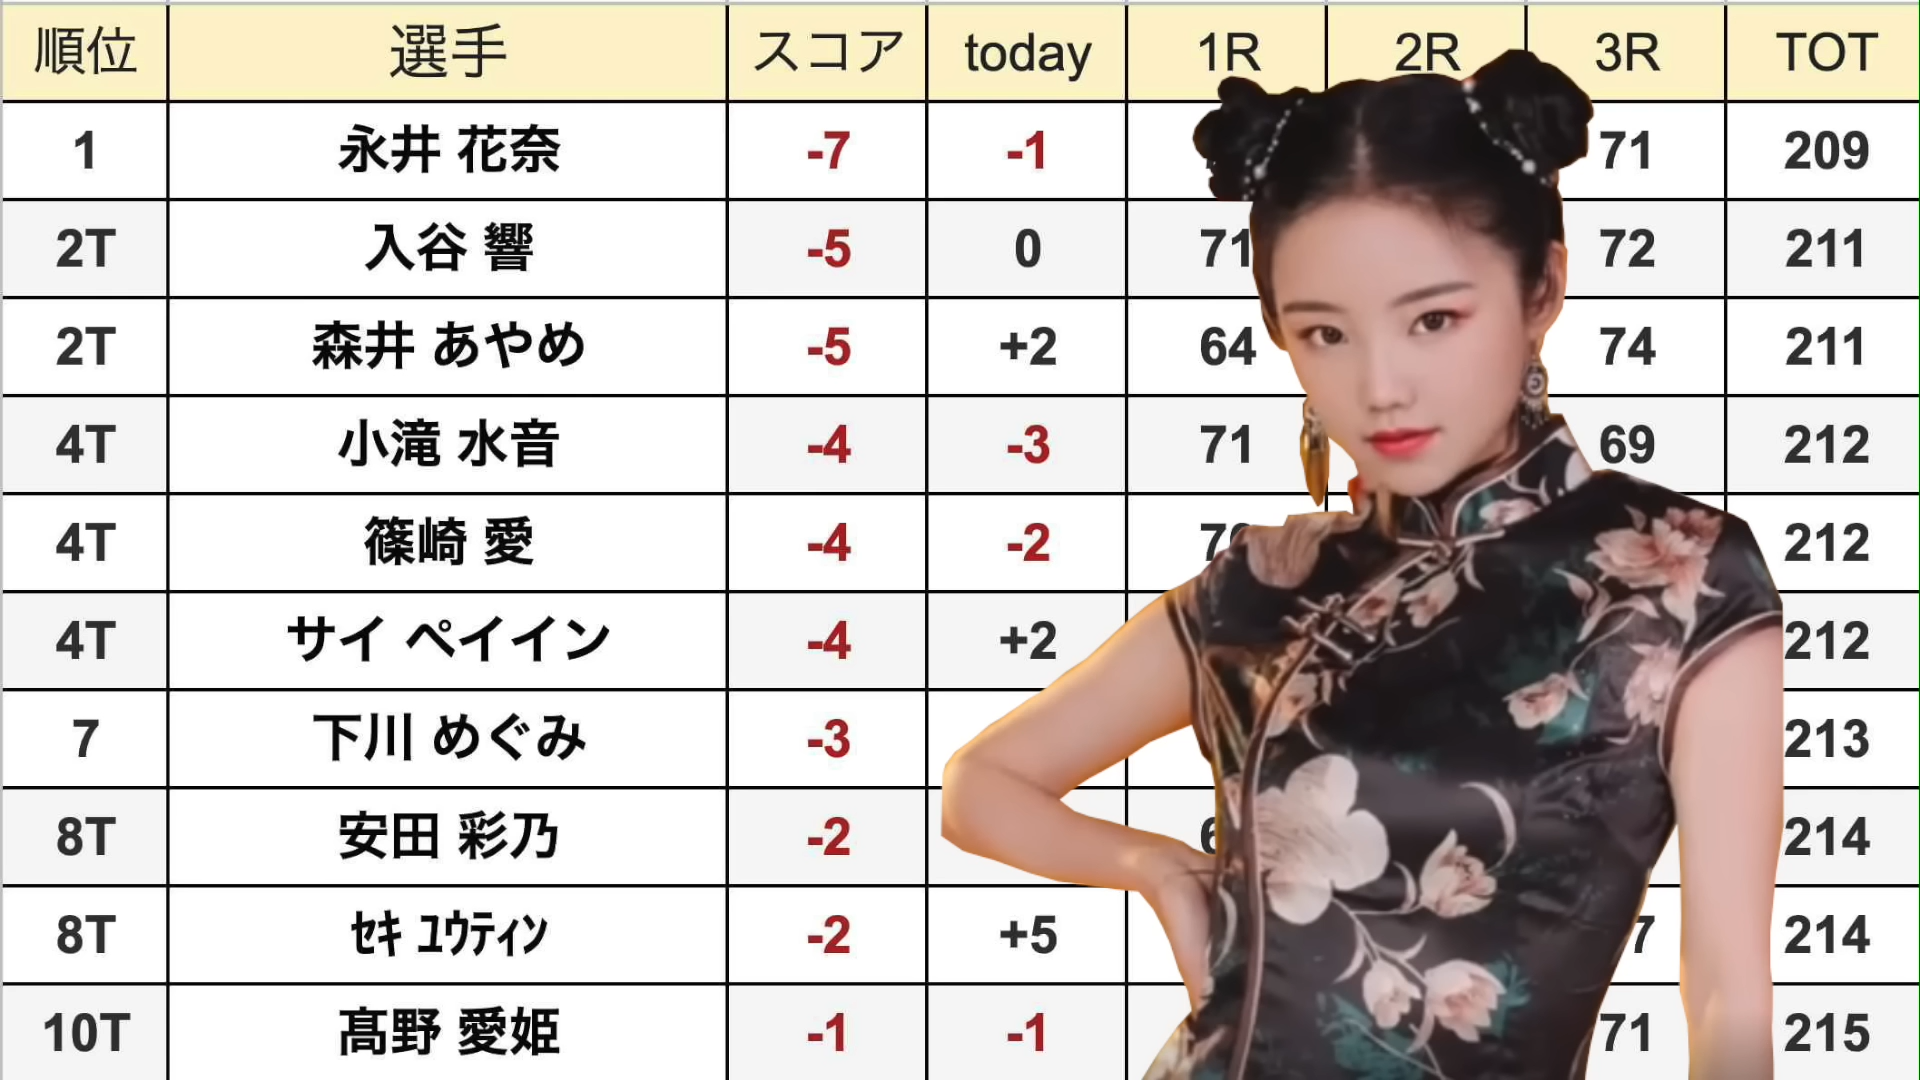 順位 選手 スコア today 1R 2R 3R TOT
1 永井 花奈 -7 -1 71 209
2T 入谷 響 -5 0 71 72 211
2T 森井 あやめ -5 +2 64 74 211
4T 小滝 水音 -4 -3 71 69 212
4T 篠崎 愛 -4 -2 212
4T サイ ペイイン -4 +2 212
7 下川 めぐみ -3 213
8T 安田 彩乃 -2 214
8T ｾｷ ﾕｳﾃｨﾝ -2 +5 214
10T 髙野 愛姫 -1 -1 71 215